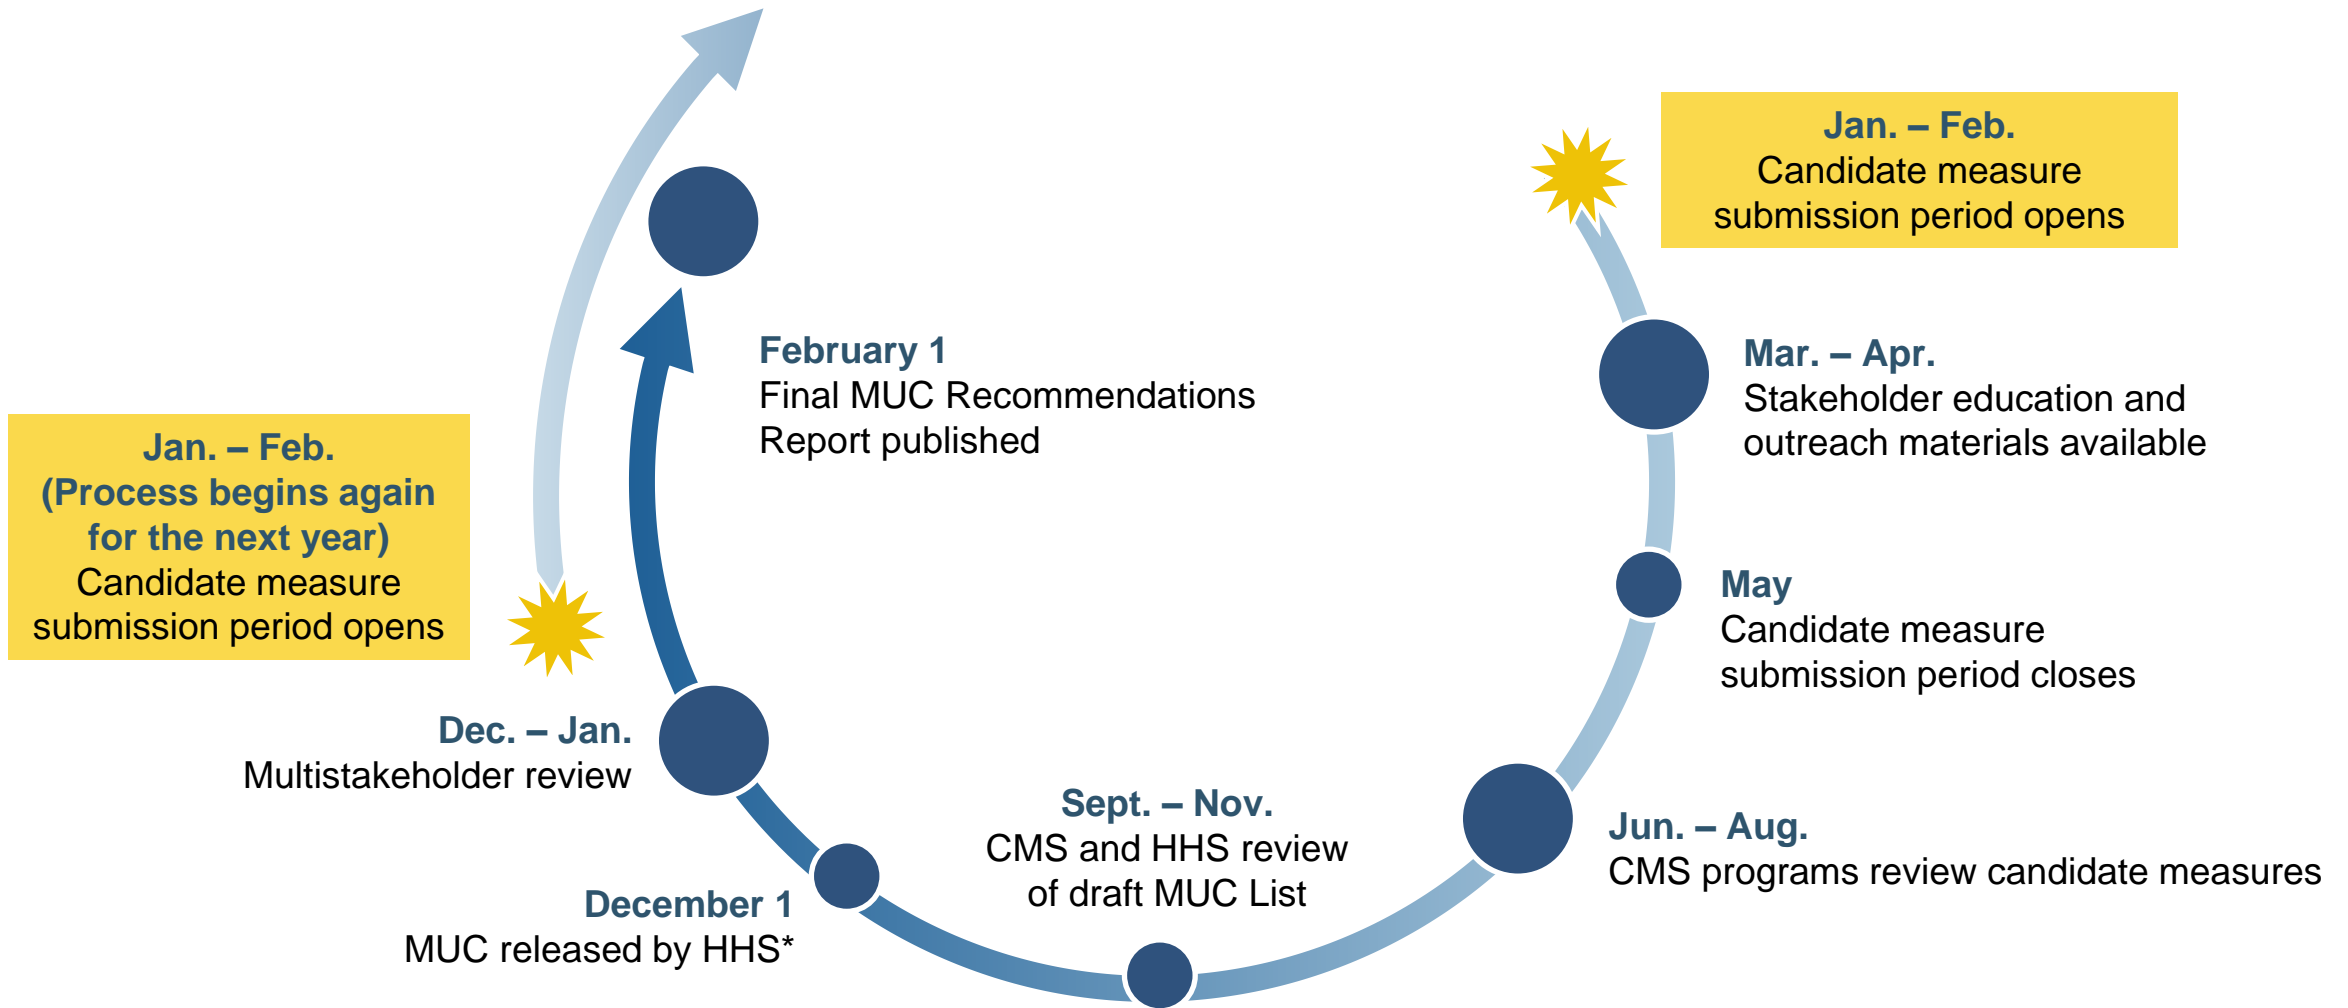 Jan. – Feb.
Candidate measure
submission period opens
Mar. – Apr.
Stakeholder education and
outreach materials available
May
Candidate measure
submission period closes
Jun. – Aug.
CMS programs review candidate measures
Sept. – Nov.
CMS and HHS review
of draft MUC List
December 1
MUC released by HHS*
Dec. – Jan.
Multistakeholder review
February 1
Final MUC Recommendations
Report published
Jan. – Feb.
(Process begins again
for the next year)
Candidate measure
submission period opens